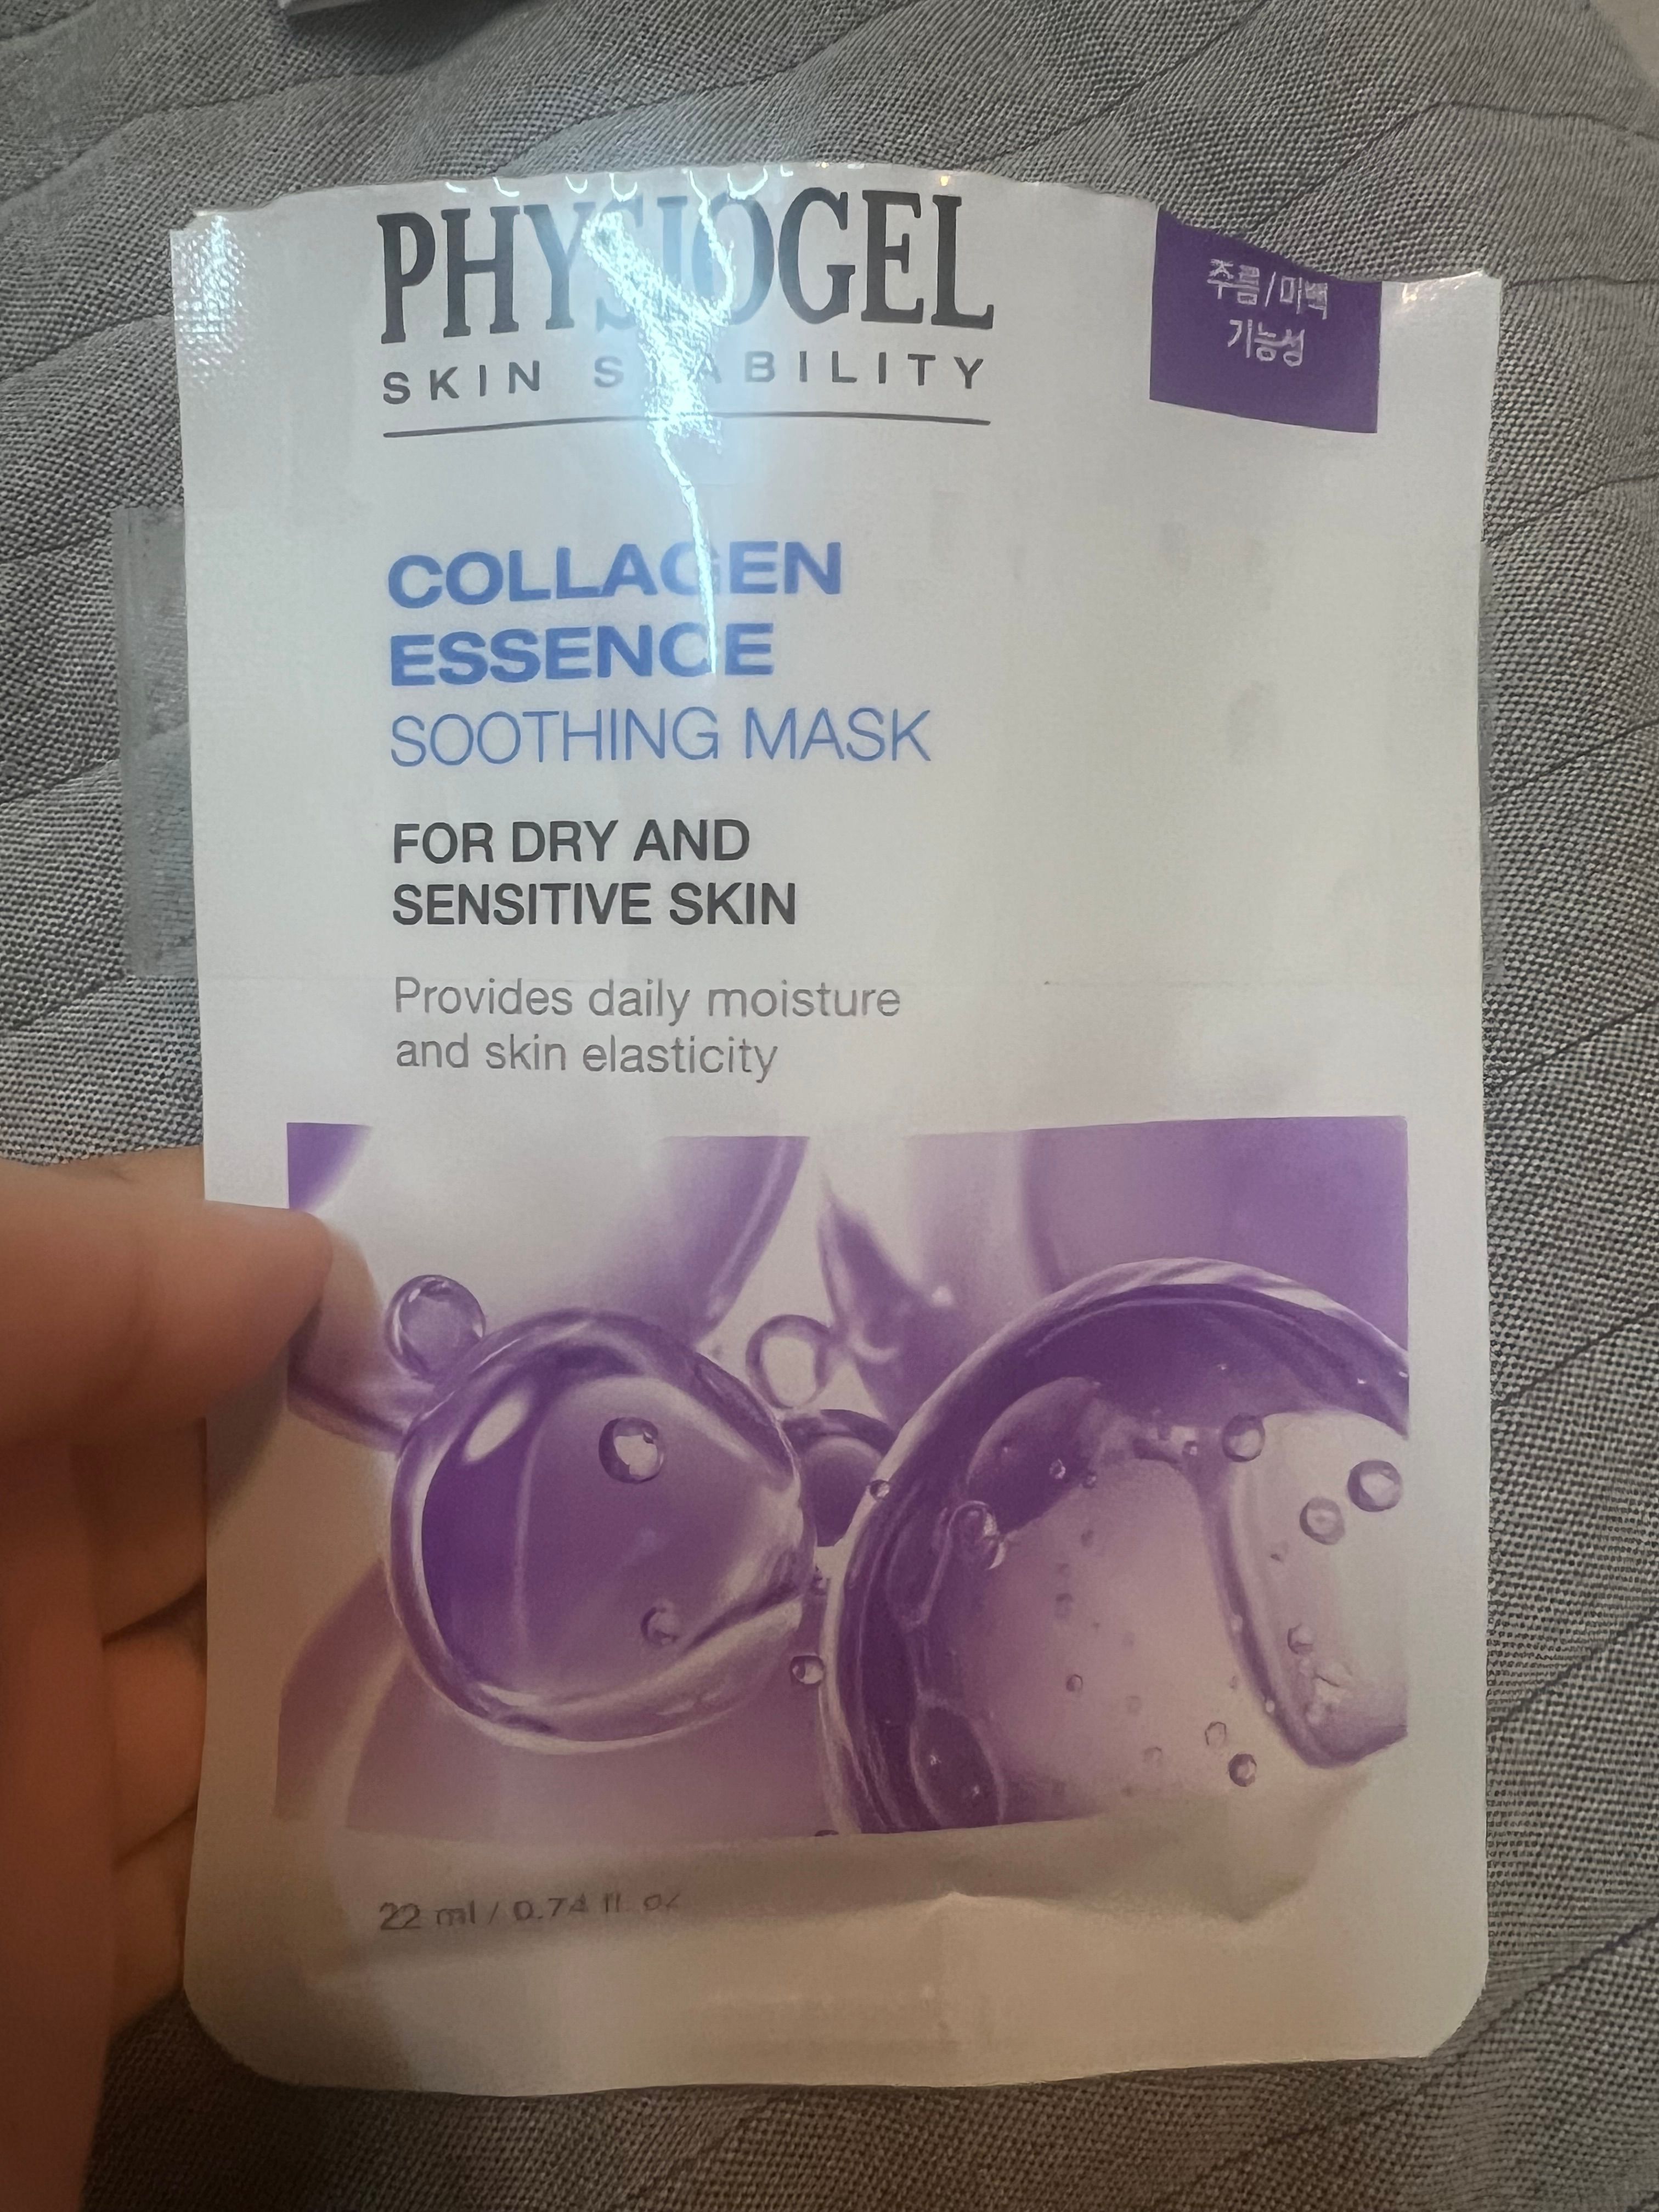 PHYSIOGEL
SKIN STABILITY
주름/미백
기능성
COLLAGEN
ESSENCE
SOOTHING MASK
FOR DRY AND
SENSITIVE SKIN
Provides daily moisture
and skin elasticity
22 ml / 0.74 fl. oz